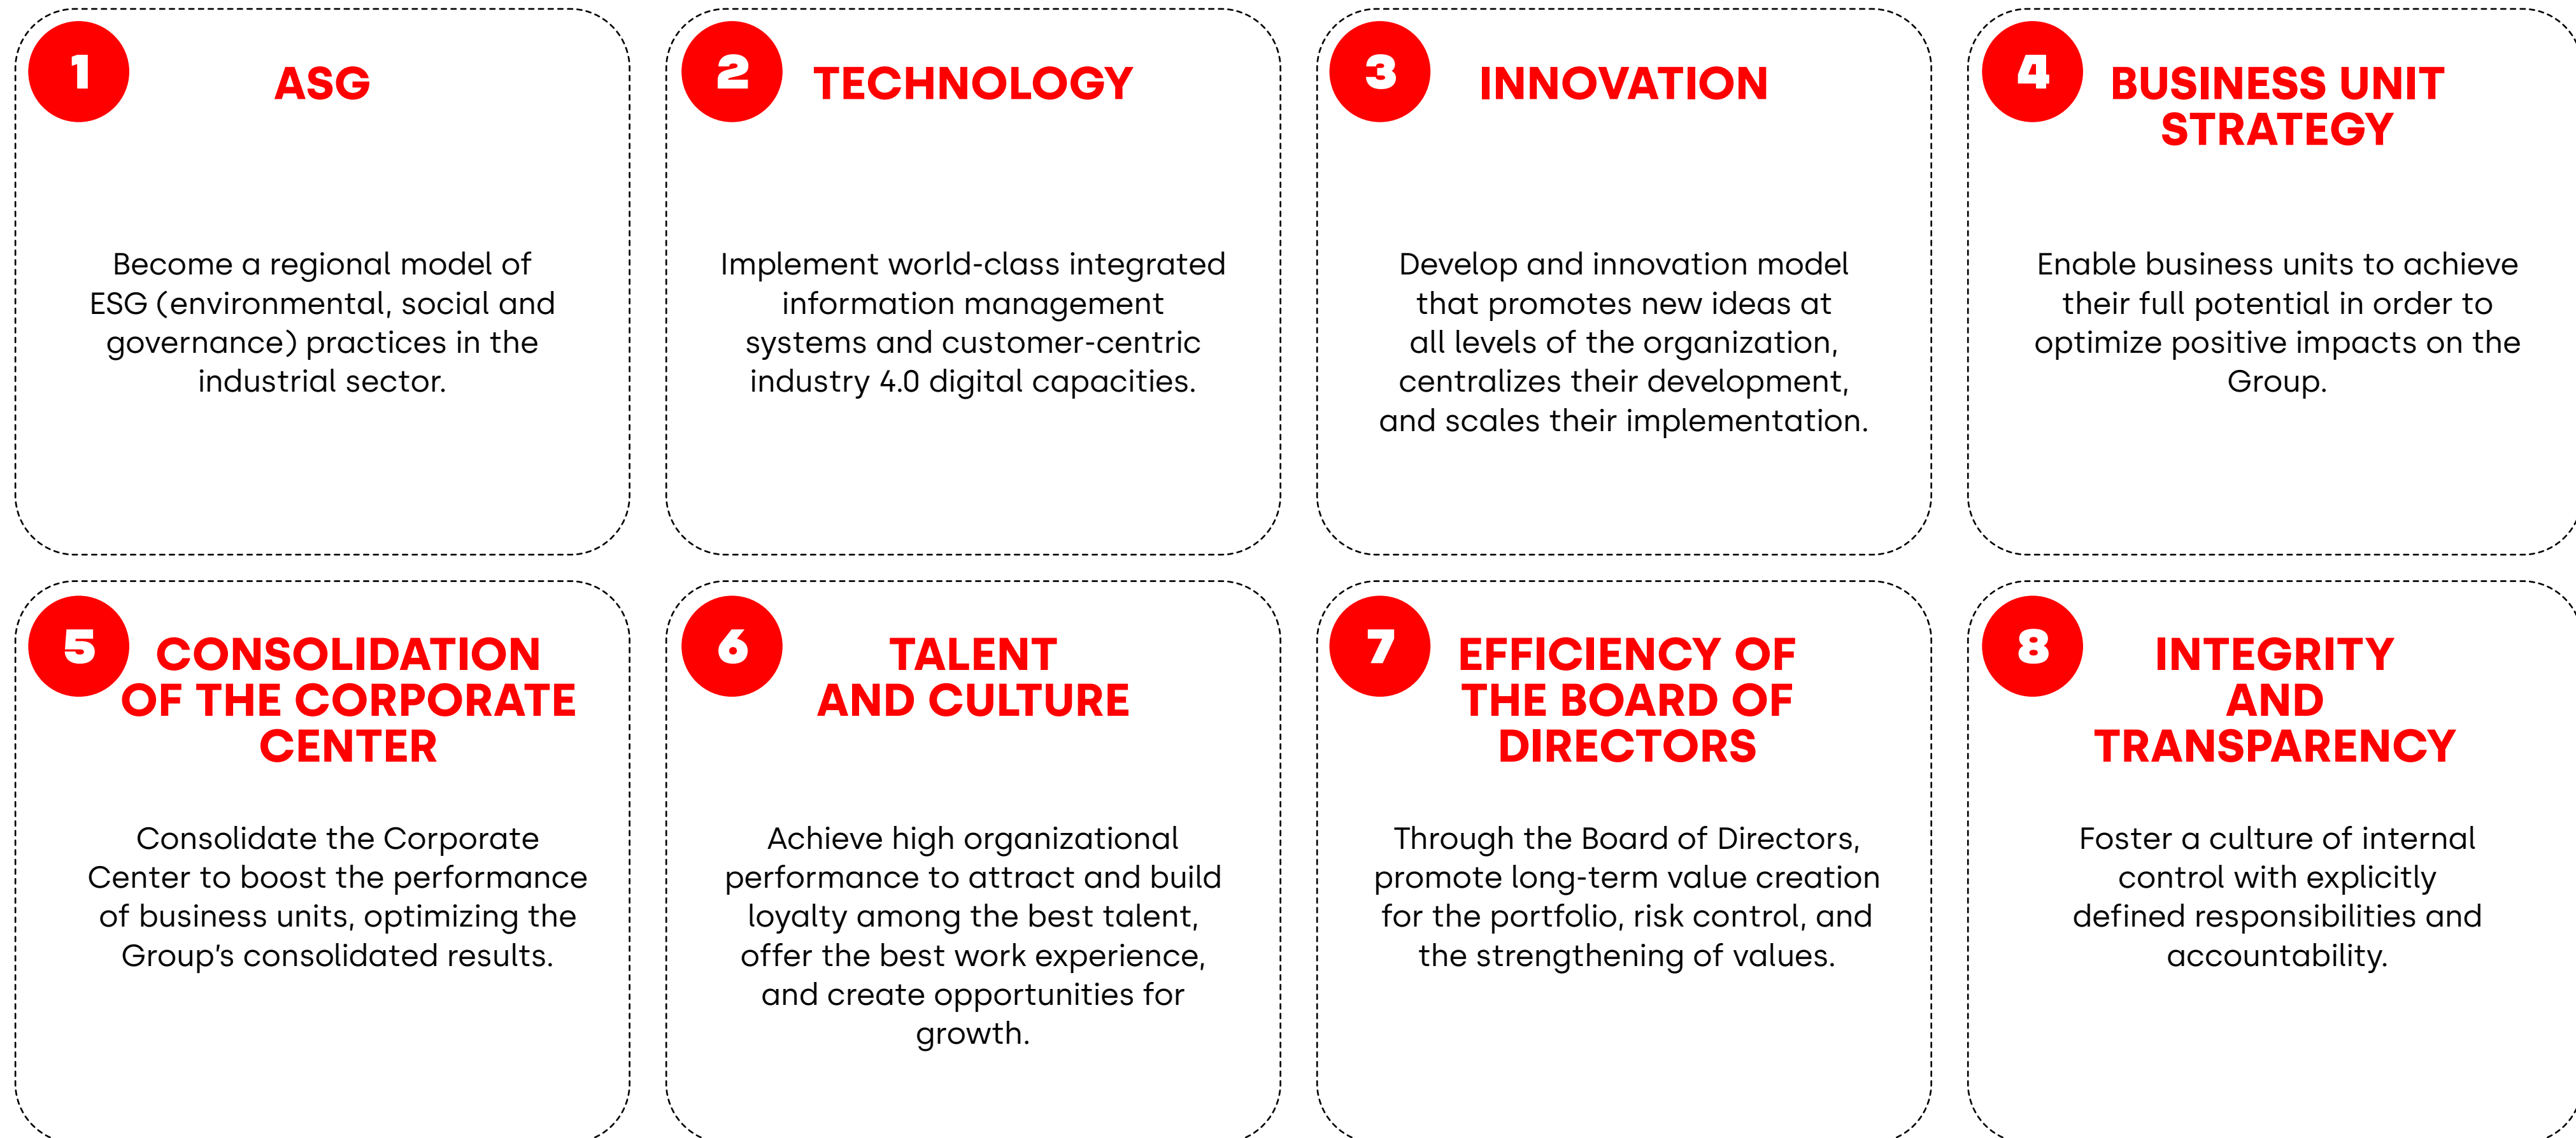 1
ASG
Become a regional model of
ESG (environmental, social and
governance) practices in the
industrial sector.
2
TECHNOLOGY
Implement world-class integrated
information management
systems and customer-centric
industry 4.0 digital capacities.
3
INNOVATION
Develop and innovation model
that promotes new ideas at
all levels of the organization,
centralizes their development,
and scales their implementation.
4
BUSINESS UNIT
STRATEGY
Enable business units to achieve
their full potential in order to
optimize positive impacts on the
Group.
5
CONSOLIDATION
OF THE CORPORATE
CENTER
Consolidate the Corporate
Center to boost the performance
of business units, optimizing the
Group’s consolidated results.
6
TALENT
AND CULTURE
Achieve high organizational
performance to attract and build
loyalty among the best talent,
offer the best work experience,
and create opportunities for
growth.
7
EFFICIENCY OF
THE BOARD OF
DIRECTORS
Through the Board of Directors,
promote long-term value creation
for the portfolio, risk control, and
the strengthening of values.
8
INTEGRITY
AND
TRANSPARENCY
Foster a culture of internal
control with explicitly
defined responsibilities and
accountability.